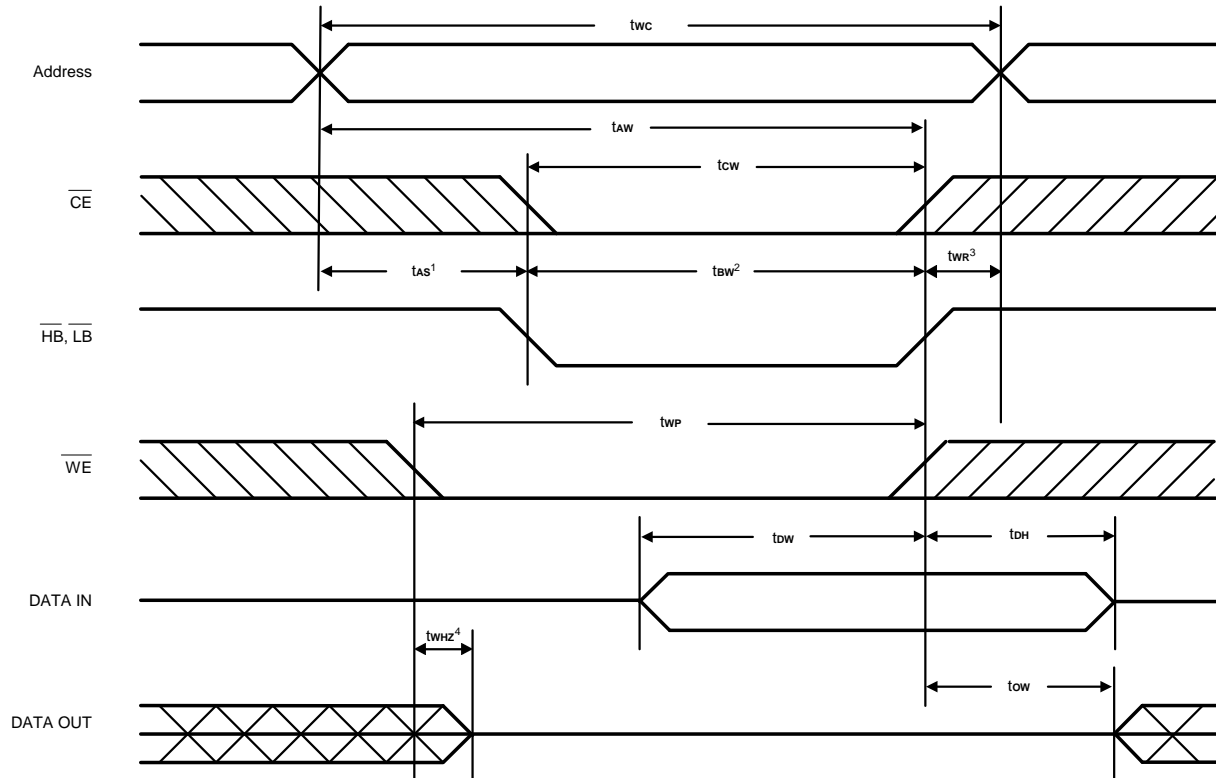 tWC
Address
tAW
tCW
CE
tAS1
tBW2
tWR3
HB, LB
tWP
WE
tDW
tDH
DATA IN
tWHZ4
tOW
DATA OUT